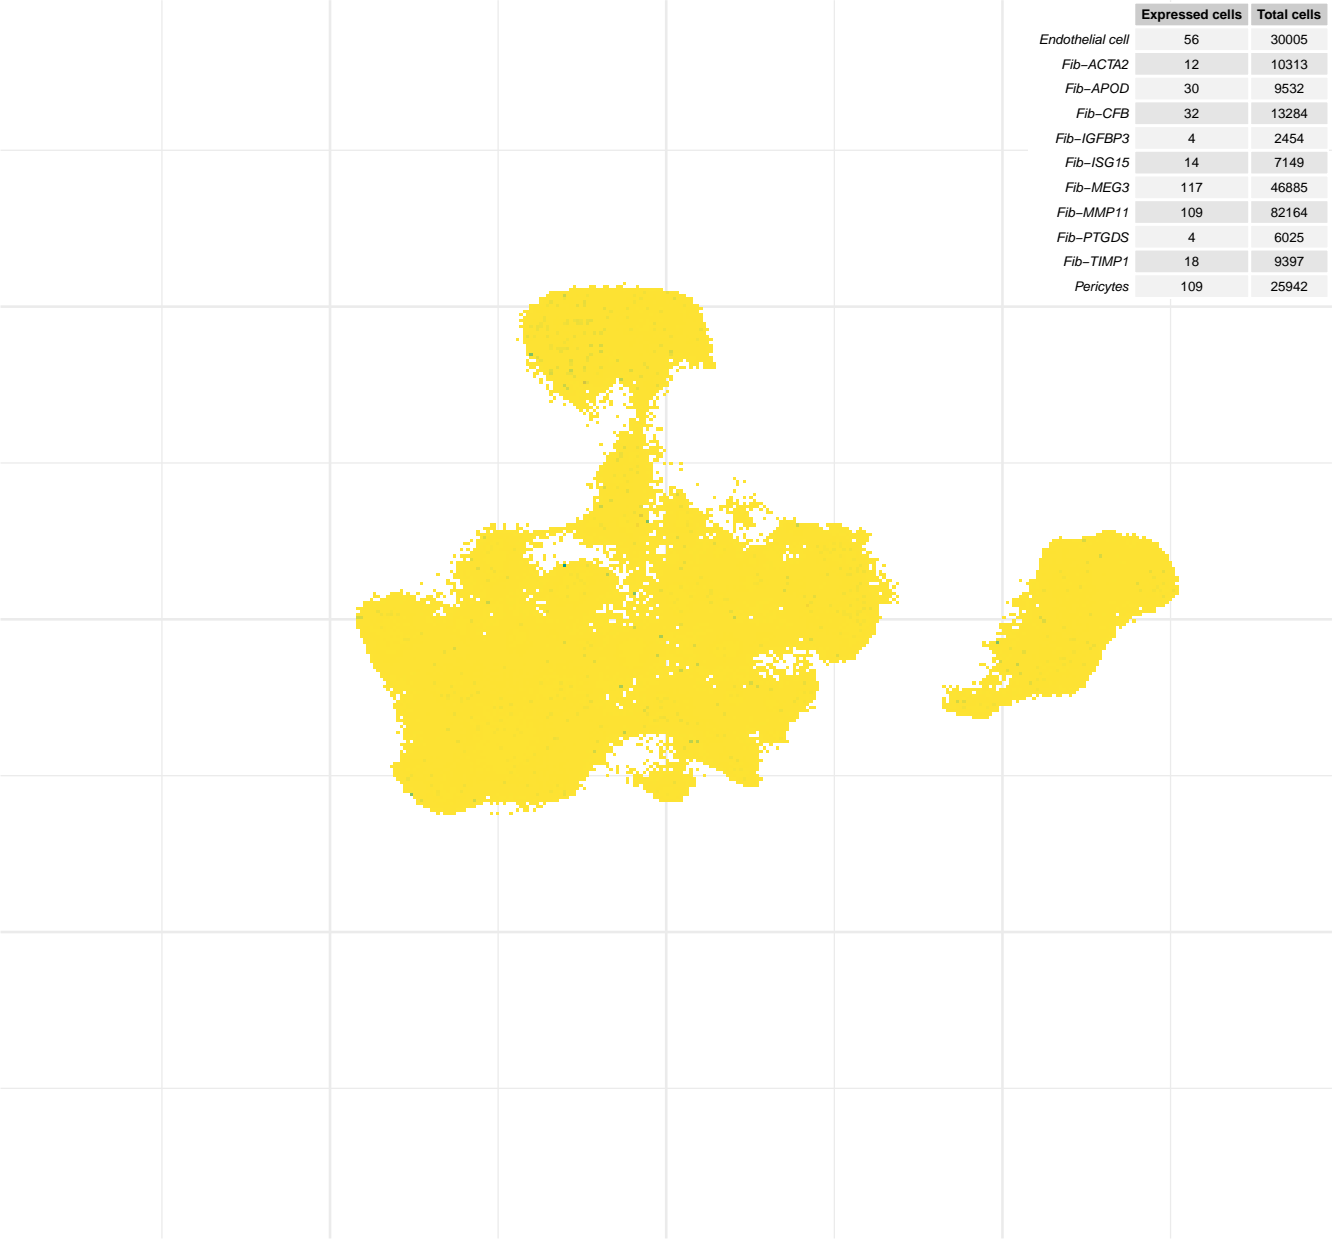 Expressed cells Total cells
Endothelial cell 56 30005
Fib−ACTA2 12 10313
Fib−APOD 30 9532
Fib−CFB 32 13284
Fib−IGFBP3 4 2454
Fib−ISG15 14 7149
Fib−MEG3 117 46885
Fib−MMP11 109 82164
Fib−PTGDS 4 6025
Fib−TIMP1 18 9397
Pericytes 109 25942